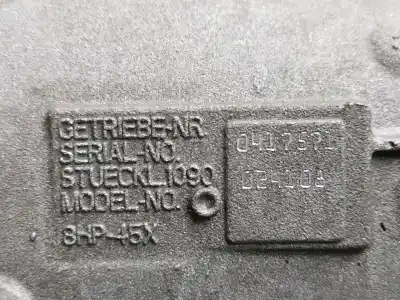 GETRIEBE-NR.
SERIAL-NO.
STUECKL.1090
MODEL-NO.
8HP-45X